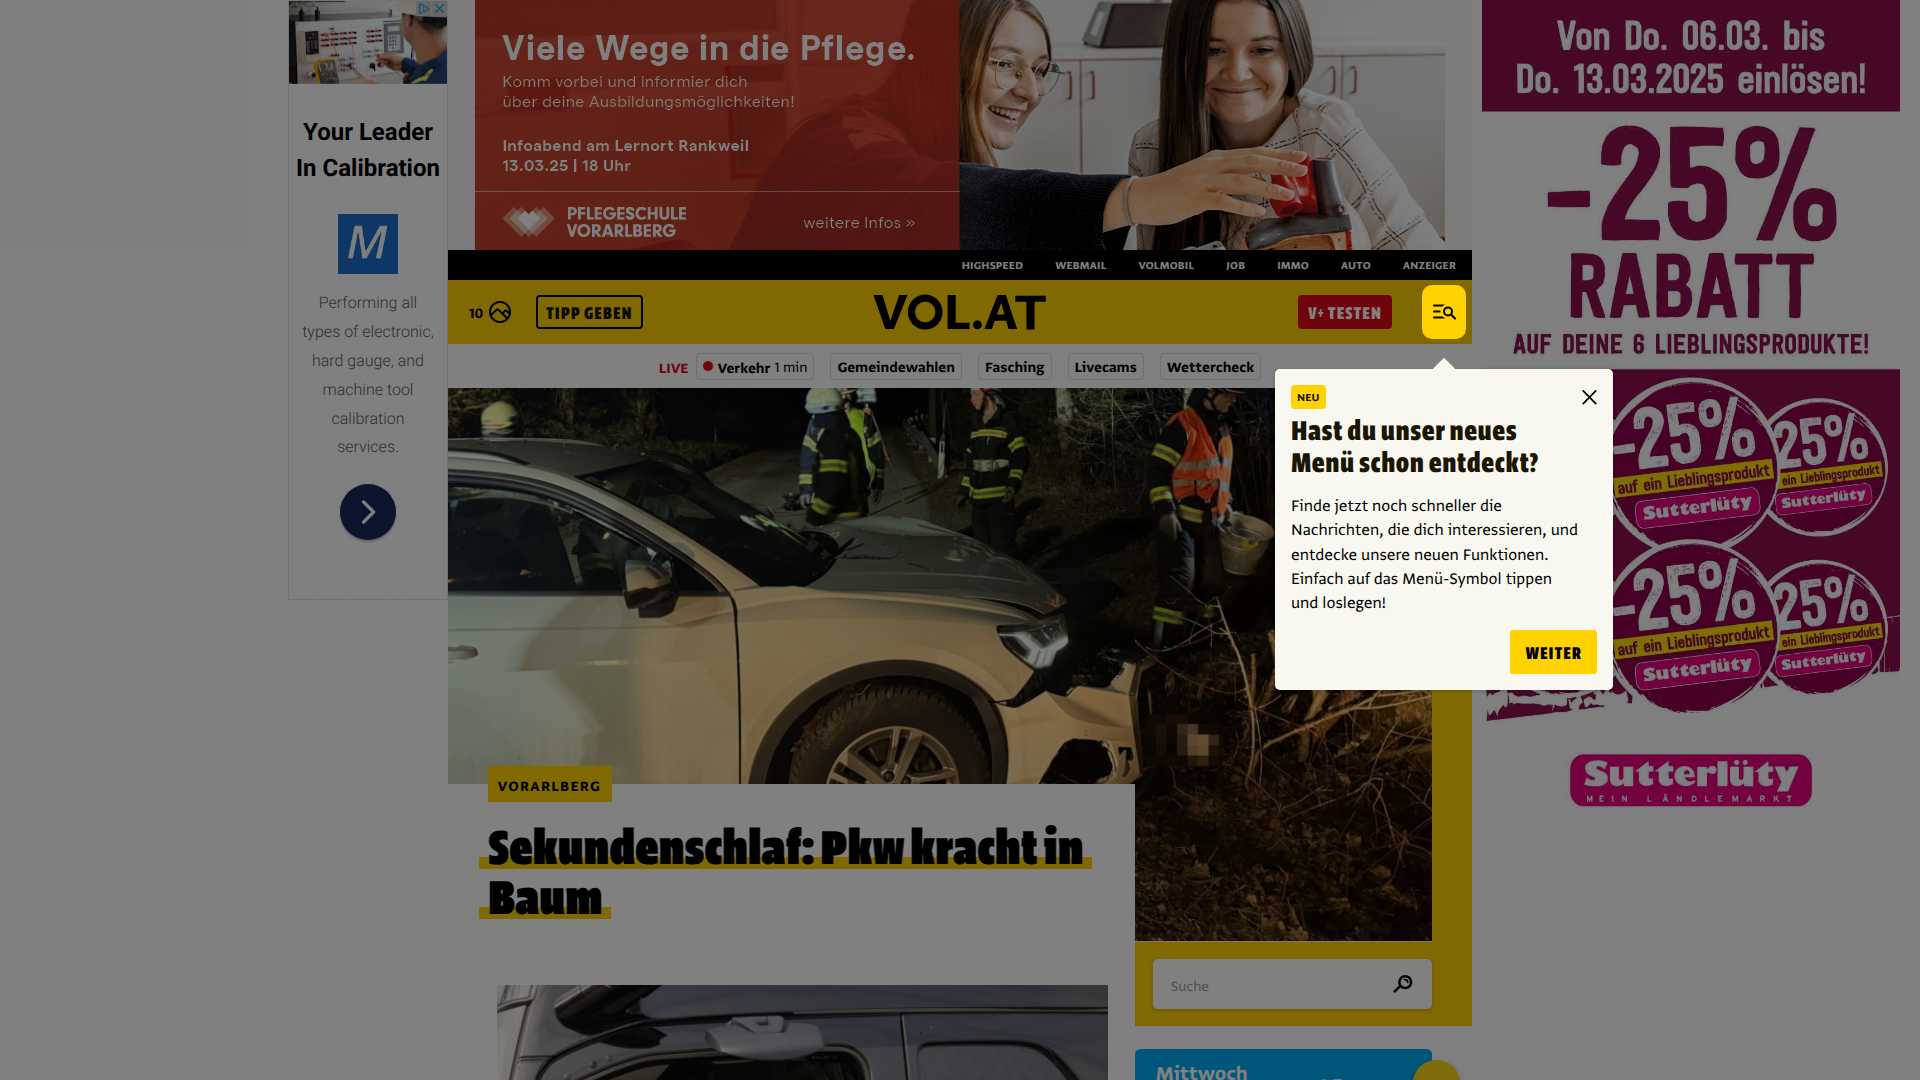 Your Leader
In Calibration
M
Performing all
types of electronic,
hard gauge, and
machine tool
calibration
services.
Viele Wege in die Pflege.
Komm vorbei und informier dich
über deine Ausbildungsmöglichkeiten!
Infoabend am Lernort Rankweil
13.03.25 | 18 Uhr
PFLEGESCHULE
VORARLBERG
weitere Infos »
HIGHSPEED WEBMAIL VOLMOBIL JOB IMMO AUTO ANZEIGER
10 TIPP GEBEN VOL.AT V+ TESTEN
LIVE Verkehr 1 min Gemeindewahlen Fasching Livecams Wettercheck
NEU
Hast du unser neues
Menü schon entdeckt?
Finde jetzt noch schneller die
Nachrichten, die dich interessieren, und
entdecke unsere neuen Funktionen.
Einfach auf das Menü-Symbol tippen
und loslegen!
WEITER
VORARLBERG
Sekundenschlaf: Pkw kracht in
Baum
Suche
Mittwoch
Von Do. 06.03. bis
Do. 13.03.2025 einlösen!
-25%
RABATT
AUF DEINE 6 LIEBLINGSPRODUKTE!
-25%
auf ein Lieblingsprodukt
Sutterlüty
25%
ein Lieblingsprodukt
Sutterlüty
-25%
auf ein Lieblingsprodukt
Sutterlüty
25%
ein Lieblingsprodukt
Sutterlüty
Sutterlüty
MEIN LÄNDLEMARKT